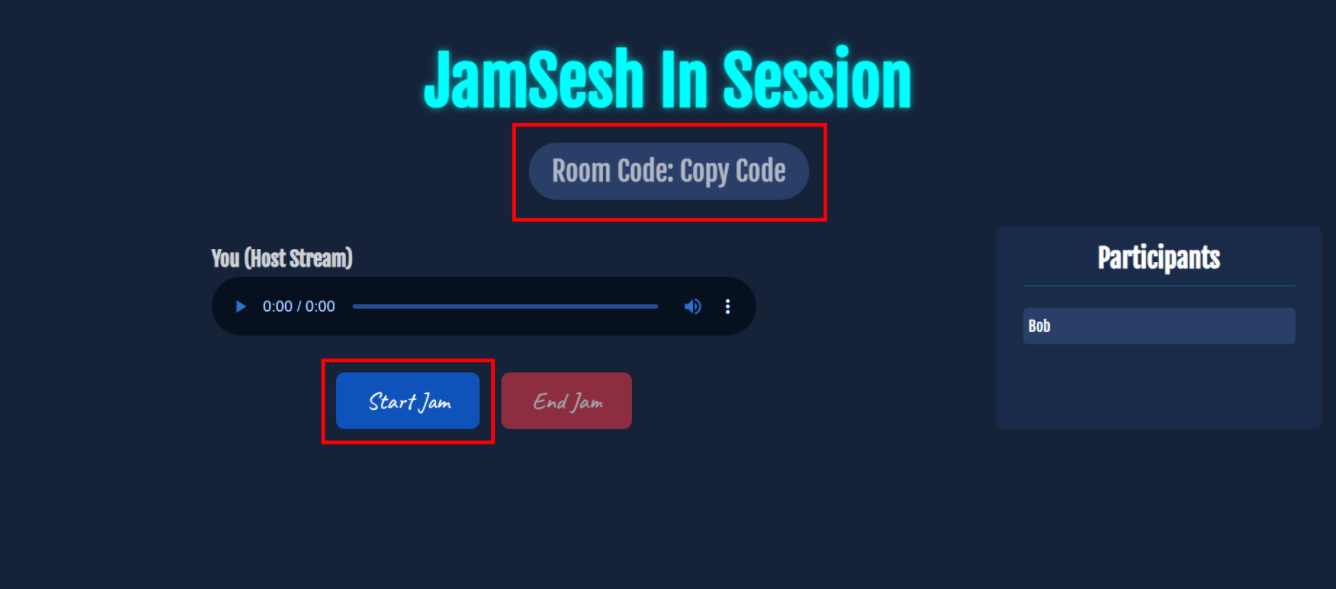 JamSesh In Session
Room Code: Copy Code
You (Host Stream)
0:00 / 0:00
Start Jam
End Jam
Participants
Bob